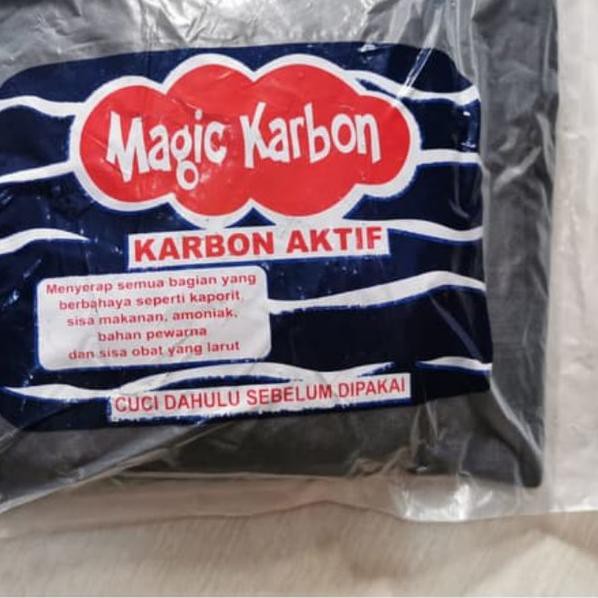 Magic Karbon
KARBON AKTIF
Menyerap semua bagian yang
berbahaya seperti kaporit,
sisa makanan, amoniak,
bahan pewarna
dan sisa obat yang larut
CUCI DAHULU SEBELUM DIPAKAI